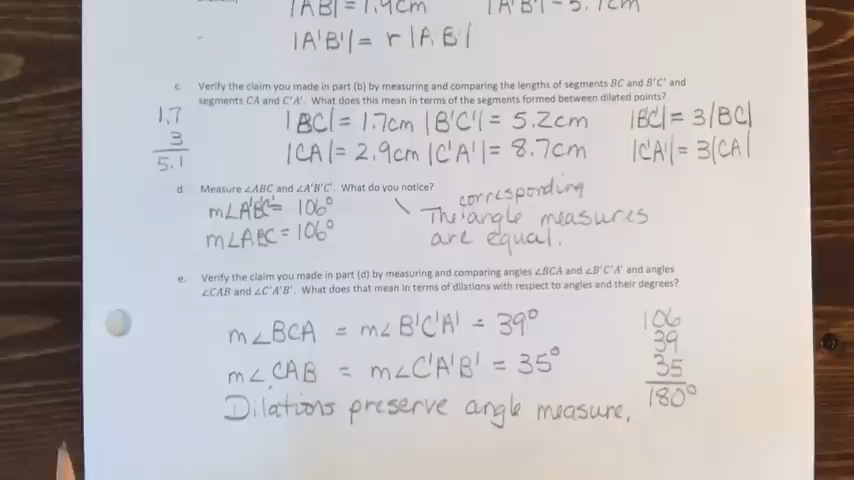 |AB| = 1.9cm |A'B'| = 5.7cm
|A'B'| = r|AB|
c. Verify the claim you made in part (b) by measuring and comparing the lengths of segments BC and B'C' and
segments CA and C'A'. What does this mean in terms of the segments formed between dilated points?
1.7
3
5.1
|BC| = 1.7cm |B'C'| = 5.2cm |B'C'| = 3|BC|
|CA| = 2.9cm |C'A'| = 8.7cm |C'A'| = 3|CA|
d. Measure ∠ABC and ∠A'B'C'. What do you notice?
m∠A'B'C' = 106°
m∠ABC = 106°
corresponding
The angle measures
are equal.
e. Verify the claim you made in part (d) by measuring and comparing angles ∠BCA and ∠B'C'A' and angles
∠CAB and ∠C'A'B'. What does that mean in terms of dilations with respect to angles and their degrees?
m∠BCA = m∠B'C'A' = 39°
m∠CAB = m∠C'A'B' = 35°
106
39
35
180°
Dilations preserve angle measure.